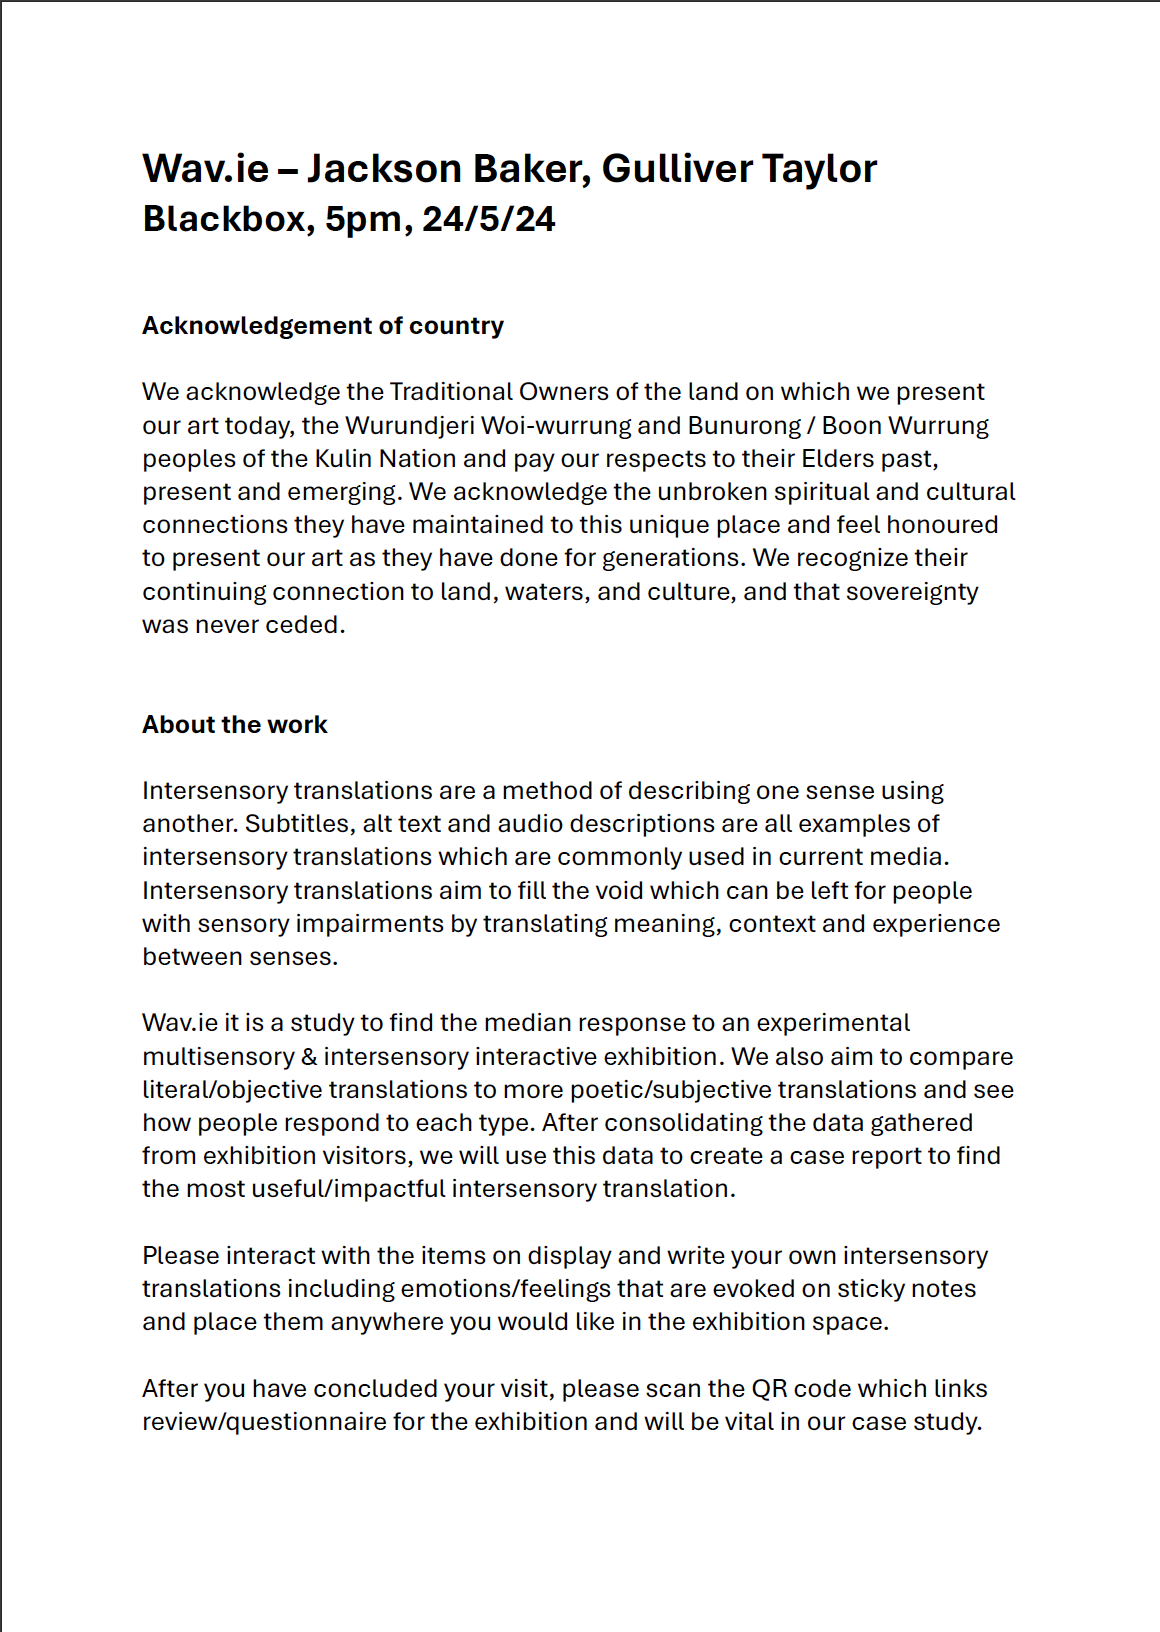 Wav.ie – Jackson Baker, Gulliver Taylor
Blackbox, 5pm, 24/5/24
Acknowledgement of country
We acknowledge the Traditional Owners of the land on which we present
our art today, the Wurundjeri Woi-wurrung and Bunurong / Boon Wurrung
peoples of the Kulin Nation and pay our respects to their Elders past,
present and emerging. We acknowledge the unbroken spiritual and cultural
connections they have maintained to this unique place and feel honoured
to present our art as they have done for generations. We recognize their
continuing connection to land, waters, and culture, and that sovereignty
was never ceded.
About the work
Intersensory translations are a method of describing one sense using
another. Subtitles, alt text and audio descriptions are all examples of
intersensory translations which are commonly used in current media.
Intersensory translations aim to fill the void which can be left for people
with sensory impairments by translating meaning, context and experience
between senses.
Wav.ie it is a study to find the median response to an experimental
multisensory & intersensory interactive exhibition. We also aim to compare
literal/objective translations to more poetic/subjective translations and see
how people respond to each type. After consolidating the data gathered
from exhibition visitors, we will use this data to create a case report to find
the most useful/impactful intersensory translation.
Please interact with the items on display and write your own intersensory
translations including emotions/feelings that are evoked on sticky notes
and place them anywhere you would like in the exhibition space.
After you have concluded your visit, please scan the QR code which links
review/questionnaire for the exhibition and will be vital in our case study.